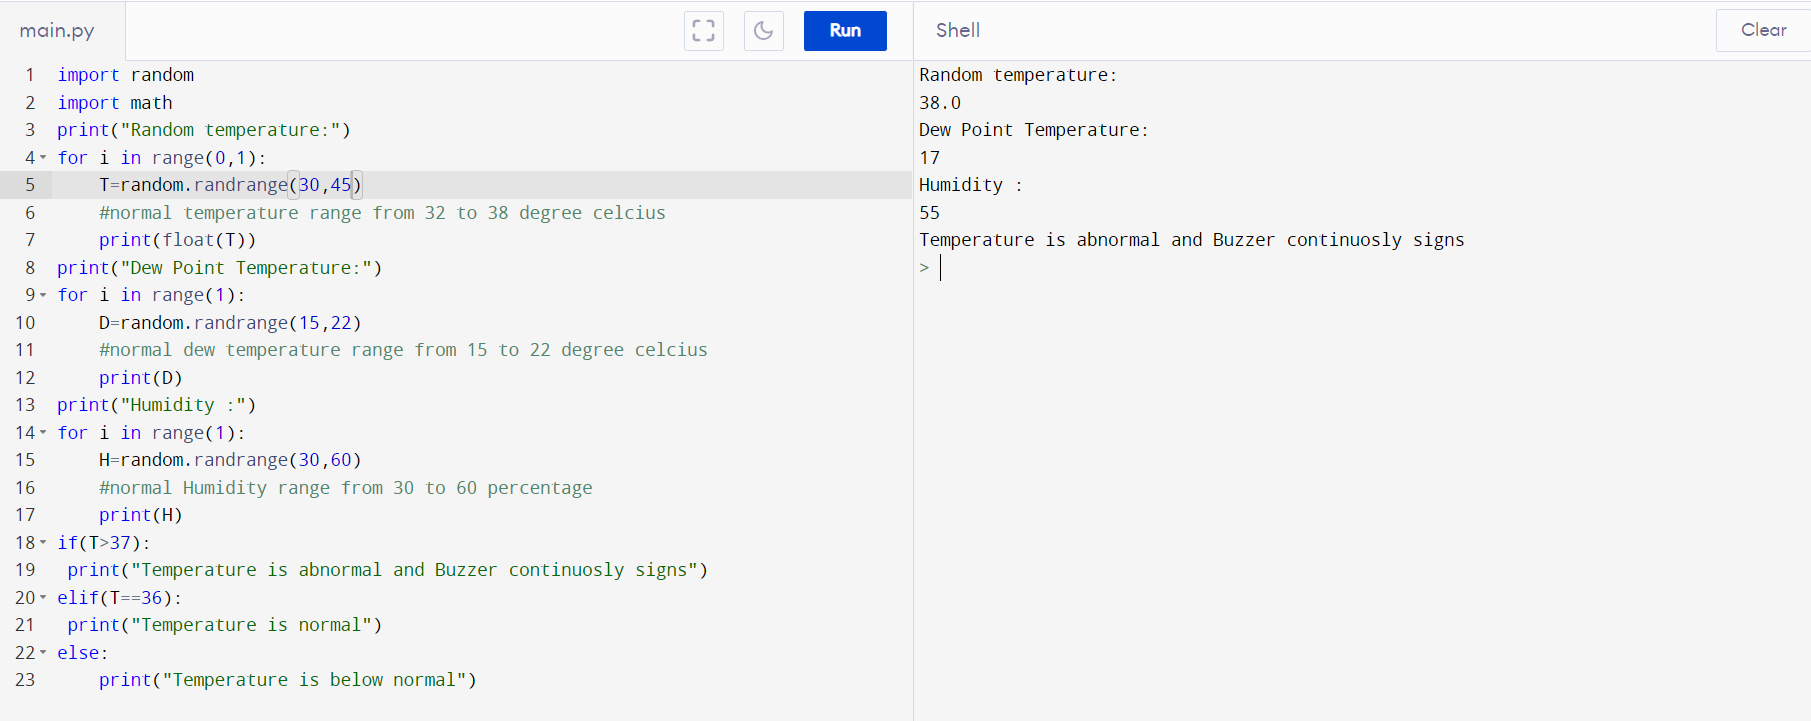 main.py
Run
Shell
Clear
1 import random
2 import math
3 print("Random temperature:")
4 for i in range(0,1):
5     T=random.randrange(30,45)
6     #normal temperature range from 32 to 38 degree celcius
7     print(float(T))
8 print("Dew Point Temperature:")
9 for i in range(1):
10     D=random.randrange(15,22)
11     #normal dew temperature range from 15 to 22 degree celcius
12     print(D)
13 print("Humidity :")
14 for i in range(1):
15     H=random.randrange(30,60)
16     #normal Humidity range from 30 to 60 percentage
17     print(H)
18 if(T>37):
19  print("Temperature is abnormal and Buzzer continuosly signs")
20 elif(T==36):
21  print("Temperature is normal")
22 else:
23     print("Temperature is below normal")
Random temperature:
38.0
Dew Point Temperature:
17
Humidity :
55
Temperature is abnormal and Buzzer continuosly signs
>